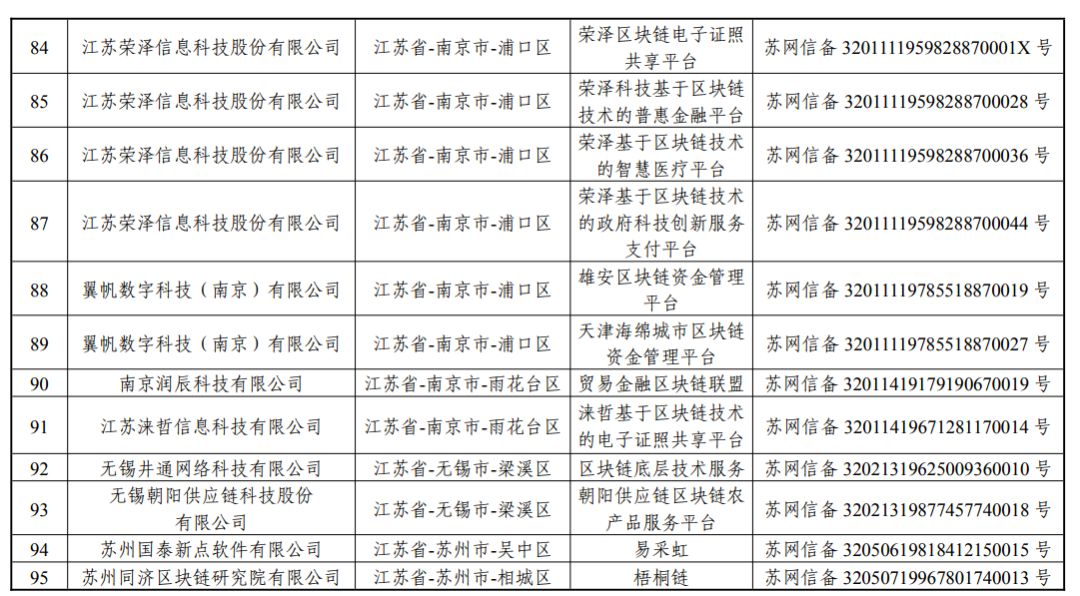 84 江苏荣泽信息科技股份有限公司 江苏省-南京市-浦口区 荣泽区块链电子证照
共享平台 苏网信备 3201111959828870001X 号
85 江苏荣泽信息科技股份有限公司 江苏省-南京市-浦口区 荣泽科技基于区块链
技术的普惠金融平台 苏网信备 32011119598288700028 号
86 江苏荣泽信息科技股份有限公司 江苏省-南京市-浦口区 荣泽基于区块链技术
的智慧医疗平台 苏网信备 32011119598288700036 号
87 江苏荣泽信息科技股份有限公司 江苏省-南京市-浦口区 荣泽基于区块链技术
的政府科技创新服务
支付平台 苏网信备 32011119598288700044 号
88 翼帆数字科技（南京）有限公司 江苏省-南京市-浦口区 雄安区块链资金管理
平台 苏网信备 32011119785518870019 号
89 翼帆数字科技（南京）有限公司 江苏省-南京市-浦口区 天津海绵城市区块链
资金管理平台 苏网信备 32011119785518870027 号
90 南京润辰科技有限公司 江苏省-南京市-雨花台区 贸易金融区块链联盟 苏网信备 32011419179190670019 号
91 江苏涞哲信息科技有限公司 江苏省-南京市-雨花台区 涞哲基于区块链技术
的电子证照共享平台 苏网信备 32011419671281170014 号
92 无锡井通网络科技有限公司 江苏省-无锡市-梁溪区 区块链底层技术服务 苏网信备 32021319625009360010 号
93 无锡朝阳供应链科技股份
有限公司 江苏省-无锡市-梁溪区 朝阳供应链区块链农
产品服务平台 苏网信备 32021319877457740018 号
94 苏州国泰新点软件有限公司 江苏省-苏州市-吴中区 易采虹 苏网信备 32050619818412150015 号
95 苏州同济区块链研究院有限公司 江苏省-苏州市-相城区 梧桐链 苏网信备 32050719967801740013 号